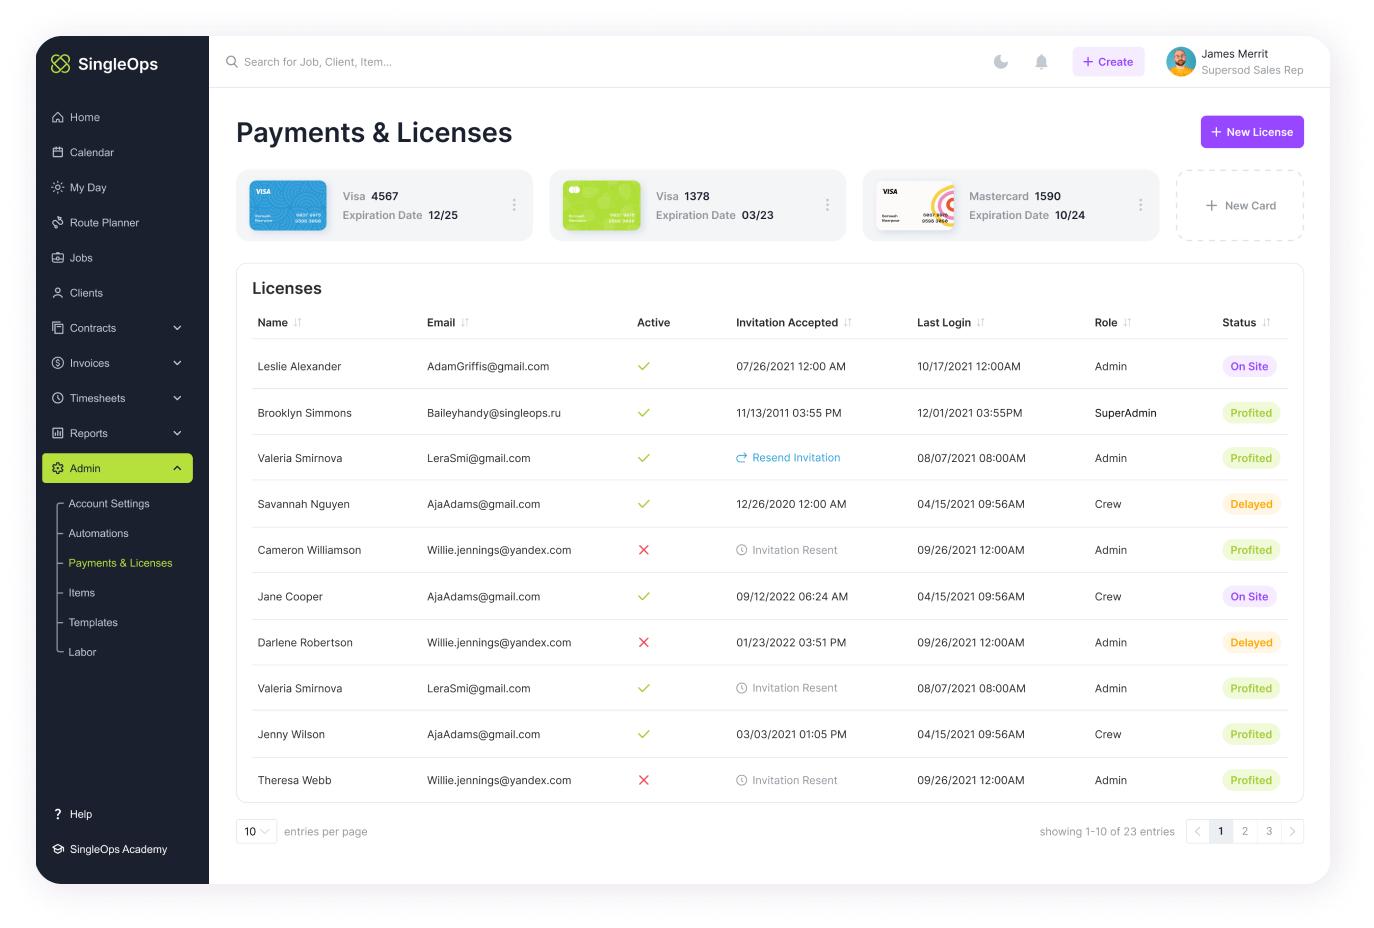 SingleOps
Search for Job, Client, Item...
+ Create
James Merrit
Supersod Sales Rep
Home
Calendar
My Day
Route Planner
Jobs
Clients
Contracts
Invoices
Timesheets
Reports
Admin
Account Settings
Automations
Payments & Licenses
Items
Templates
Labor
? Help
SingleOps Academy
Payments & Licenses
+ New License
VISA
Visa 4567
Expiration Date 12/25
Visa 1378
Expiration Date 03/23
VISA
Mastercard 1590
Expiration Date 10/24
+ New Card
Licenses
Name Email Active Invitation Accepted Last Login Role Status
Leslie Alexander AdamGriffis@gmail.com 07/26/2021 12:00 AM 10/17/2021 12:00AM Admin On Site
Brooklyn Simmons Baileyhandy@singleops.ru 11/13/2011 03:55 PM 12/01/2021 03:55PM SuperAdmin Profited
Valeria Smirnova LeraSmi@gmail.com Resend Invitation 08/07/2021 08:00AM Admin Profited
Savannah Nguyen AjaAdams@gmail.com 12/26/2020 12:00 AM 04/15/2021 09:56AM Crew Delayed
Cameron Williamson Willie.jennings@yandex.com Invitation Resent 09/26/2021 12:00AM Admin Profited
Jane Cooper AjaAdams@gmail.com 09/12/2022 06:24 AM 04/15/2021 09:56AM Crew On Site
Darlene Robertson Willie.jennings@yandex.com 01/23/2022 03:51 PM 09/26/2021 12:00AM Admin Delayed
Valeria Smirnova LeraSmi@gmail.com Invitation Resent 08/07/2021 08:00AM Admin Profited
Jenny Wilson AjaAdams@gmail.com 03/03/2021 01:05 PM 04/15/2021 09:56AM Crew Profited
Theresa Webb Willie.jennings@yandex.com Invitation Resent 09/26/2021 12:00AM Admin Profited
10 entries per page
showing 1-10 of 23 entries 1 2 3